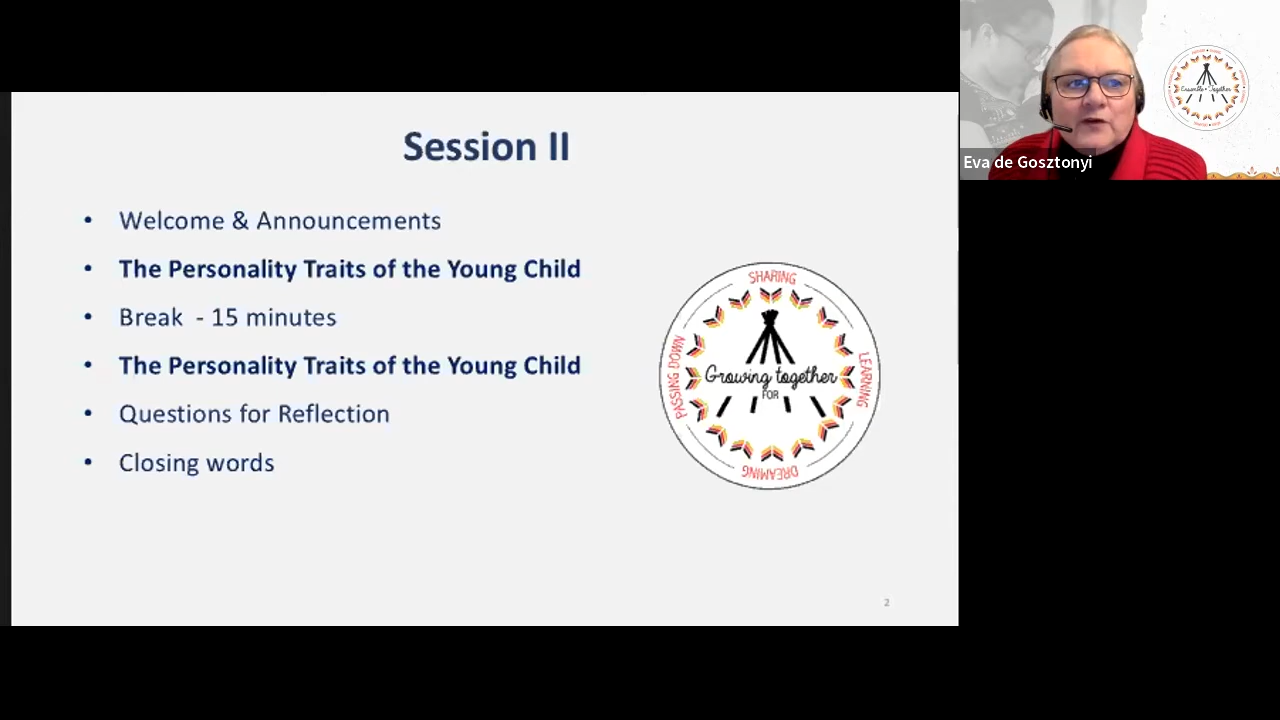 Session II
• Welcome & Announcements
• The Personality Traits of the Young Child
• Break - 15 minutes
• The Personality Traits of the Young Child
• Questions for Reflection
• Closing words
SHARING
LEARNING
DREAMING
PASSING DOWN
Growing together
FOR
2
Ensemble • Together
Eva de Gosztonyi